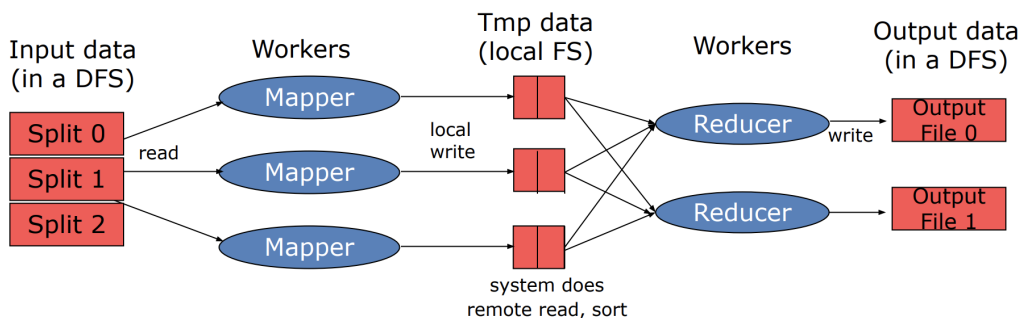 Input data
(in a DFS)
Workers
Tmp data
(local FS)
Workers
Output data
(in a DFS)
Split 0
Split 1
Split 2
read
Mapper
Mapper
Mapper
local
write
system does
remote read, sort
Reducer
Reducer
write
Output
File 0
Output
File 1